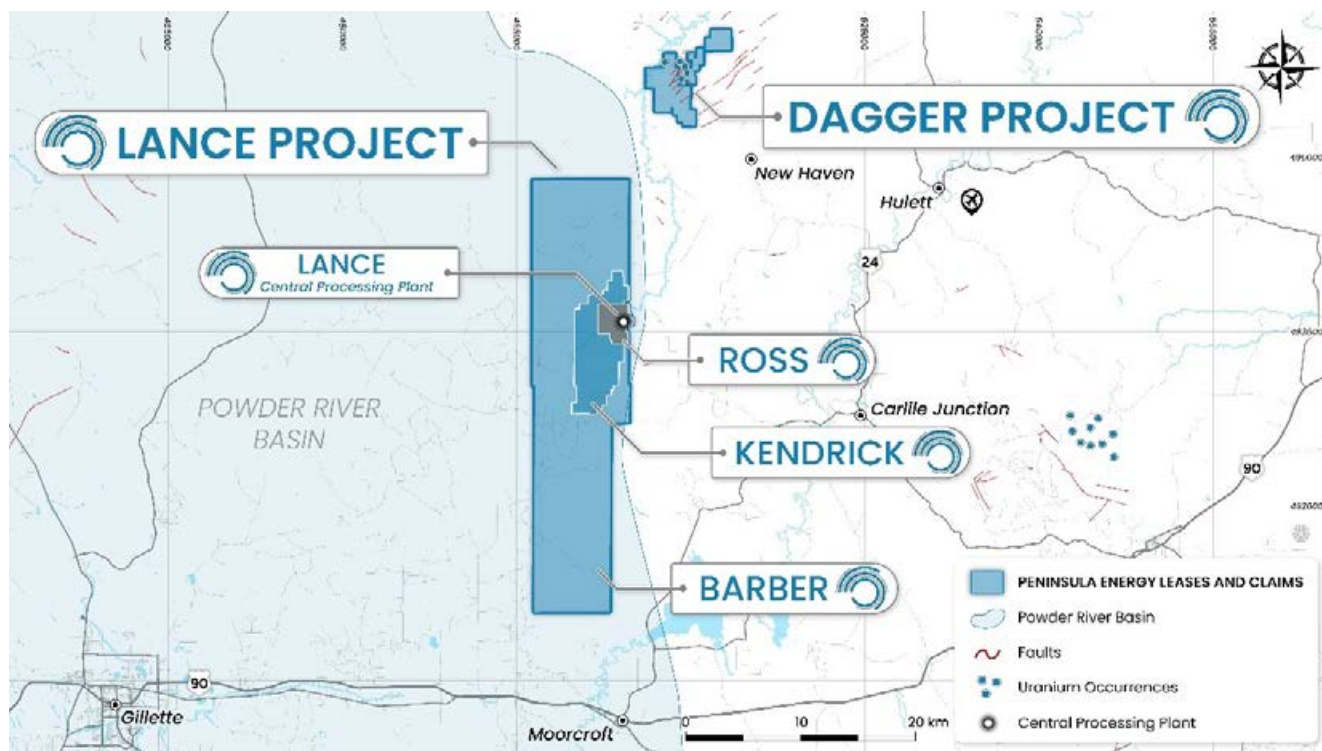 LANCE PROJECT
DAGGER PROJECT
New Haven
Hulett
LANCE
Central Processing Plant
24
ROSS
POWDER RIVER
BASIN
Carlile Junction
KENDRICK
90
BARBER
PENINSULA ENERGY LEASES AND CLAIMS
Powder River Basin
Faults
Uranium Occurrences
Central Processing Plant
90
Gillette
Moorcroft
0 10 20 km